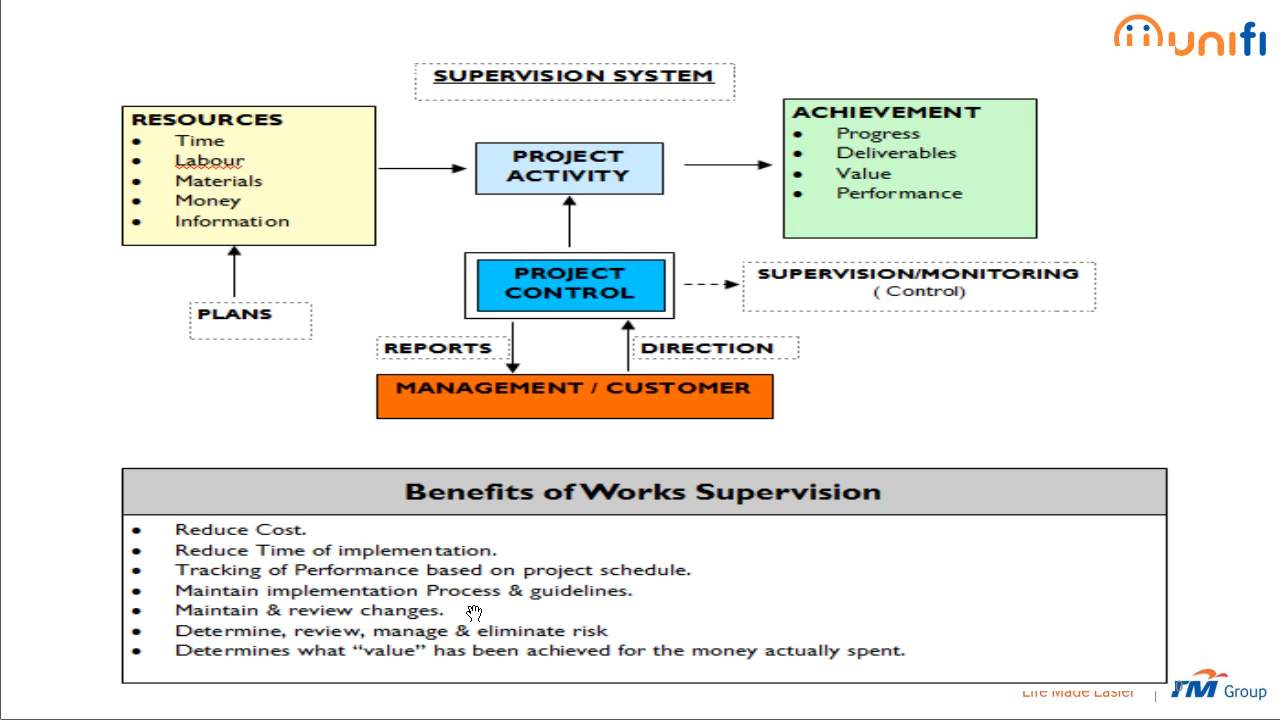 unifi
SUPERVISION SYSTEM
RESOURCES
• Time
• Labour
• Materials
• Money
• Information
PROJECT
ACTIVITY
ACHIEVEMENT
• Progress
• Deliverables
• Value
• Performance
PROJECT
CONTROL
SUPERVISION/MONITORING
( Control)
PLANS
REPORTS
DIRECTION
MANAGEMENT / CUSTOMER
Benefits of Works Supervision
• Reduce Cost.
• Reduce Time of implementation.
• Tracking of Performance based on project schedule.
• Maintain implementation Process & guidelines.
• Maintain & review changes.
• Determine, review, manage & eliminate risk
• Determines what “value” has been achieved for the money actually spent.
Life Made Easier
TM Group